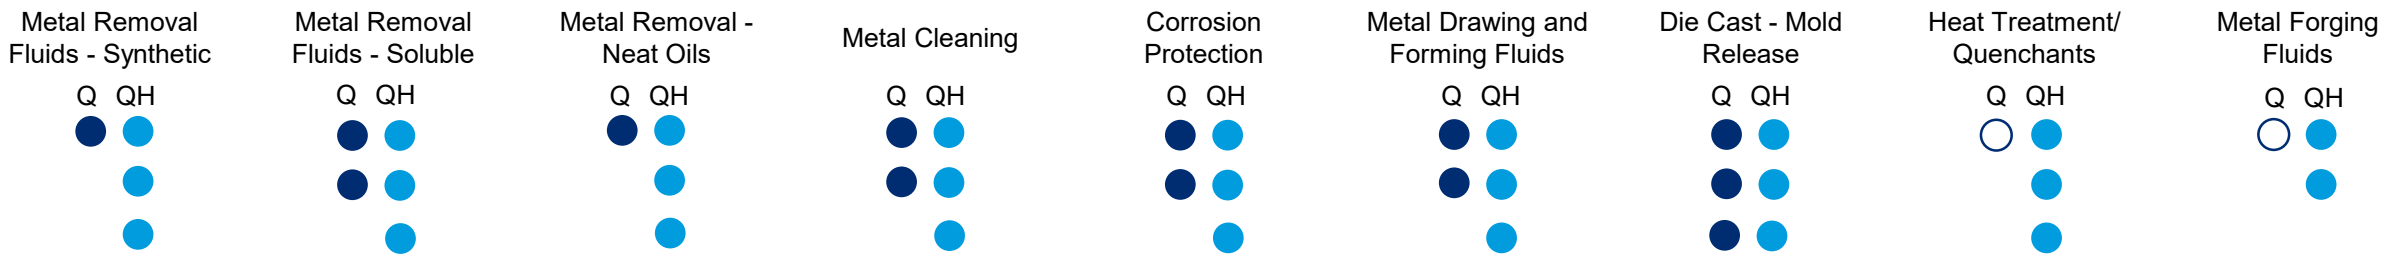 Metal Removal
Fluids - Synthetic
Q QH
Metal Removal
Fluids - Soluble
Q QH
Metal Removal -
Neat Oils
Q QH
Metal Cleaning
Q QH
Corrosion
Protection
Q QH
Metal Drawing and
Forming Fluids
Q QH
Die Cast - Mold
Release
Q QH
Heat Treatment/
Quenchants
Q QH
Metal Forging
Fluids
Q QH